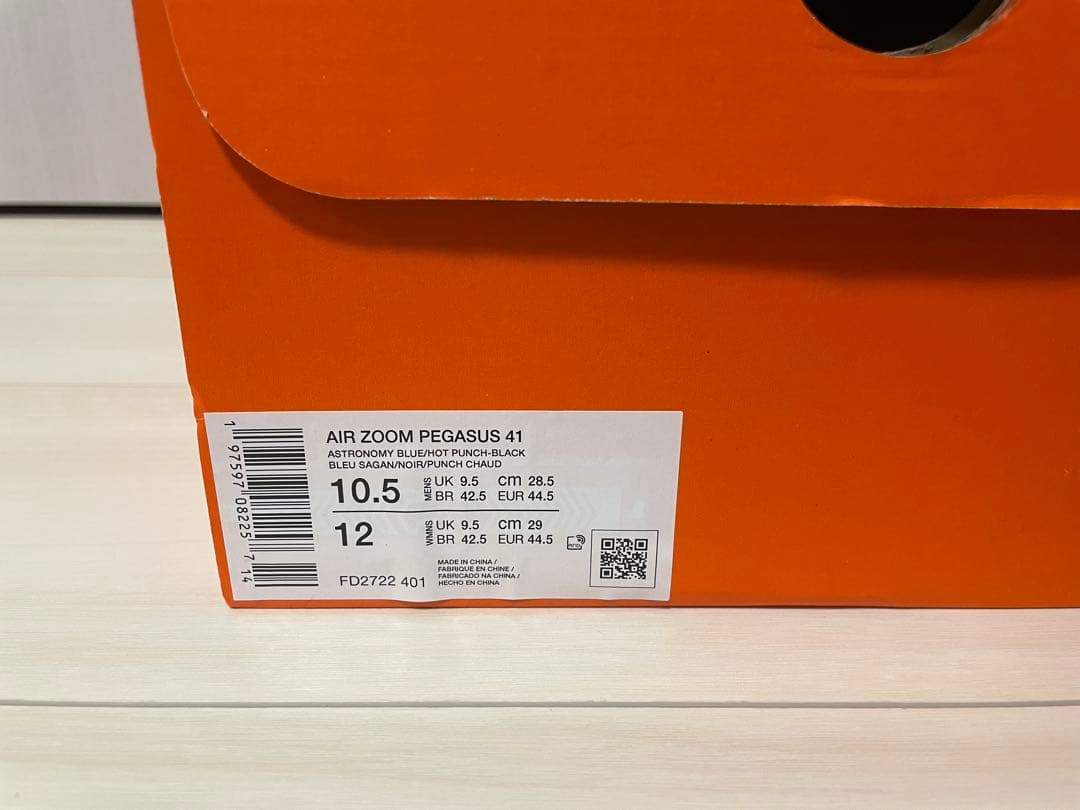 AIR ZOOM PEGASUS 41
ASTRONOMY BLUE/HOT PUNCH-BLACK
BLEU SAGAN/NOIR/PUNCH CHAUD
10.5 MENS UK 9.5 cm 28.5
BR 42.5 EUR 44.5
12 WMNS UK 9.5 cm 29
BR 42.5 EUR 44.5
FD2722 401
MADE IN CHINA /
FABRIQUE EN CHINE /
FABRICADO NA CHINA /
HECHO EN CHINA
1 97597 08225 7 14